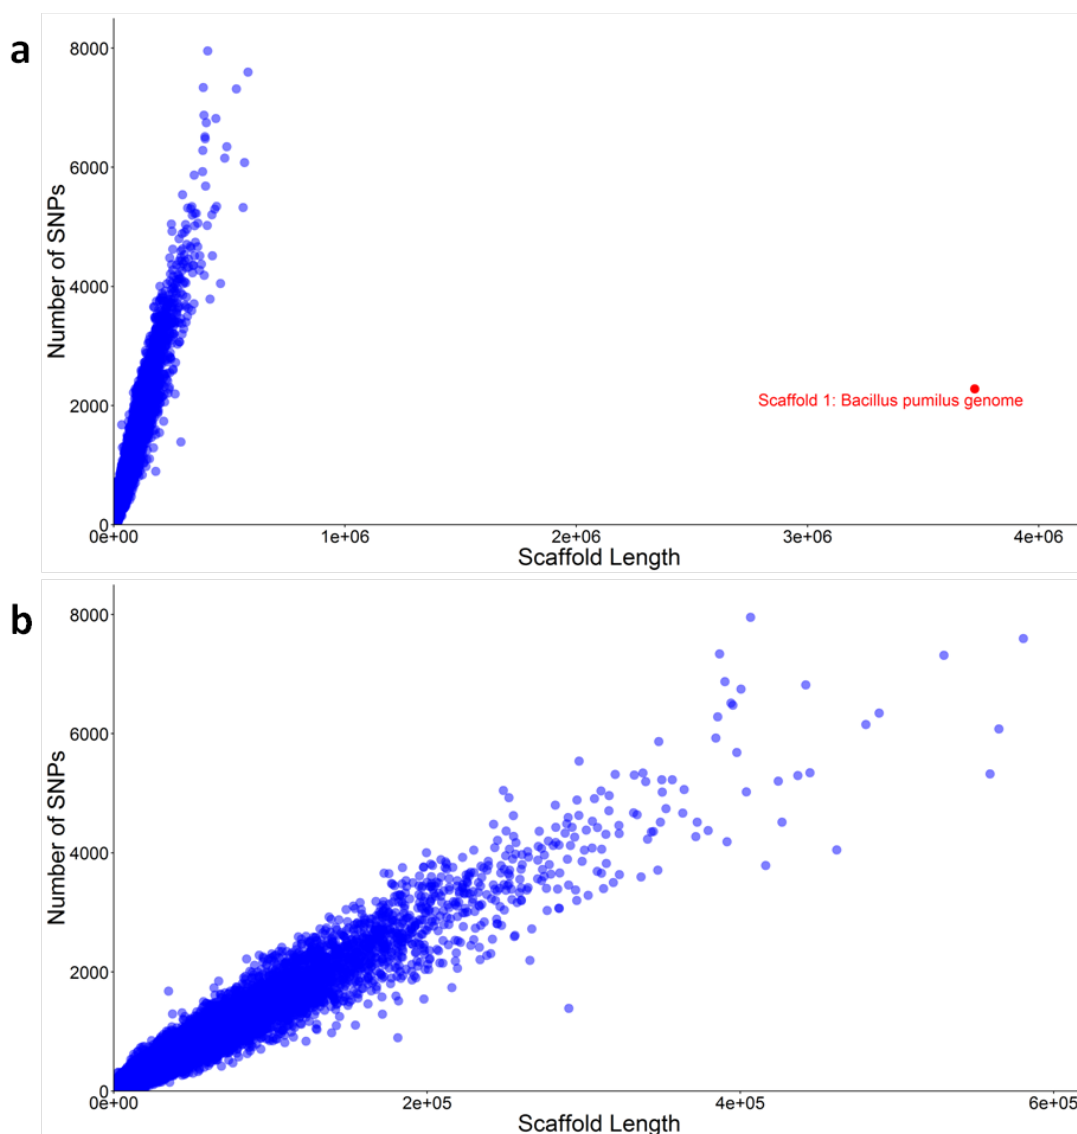 a
8000
6000
4000
2000
0
Number of SNPs
Scaffold 1: Bacillus pumilus genome
0e+00 1e+06 2e+06 3e+06 4e+06
Scaffold Length
b
8000
6000
4000
2000
0
Number of SNPs
0e+00 2e+05 4e+05 6e+05
Scaffold Length